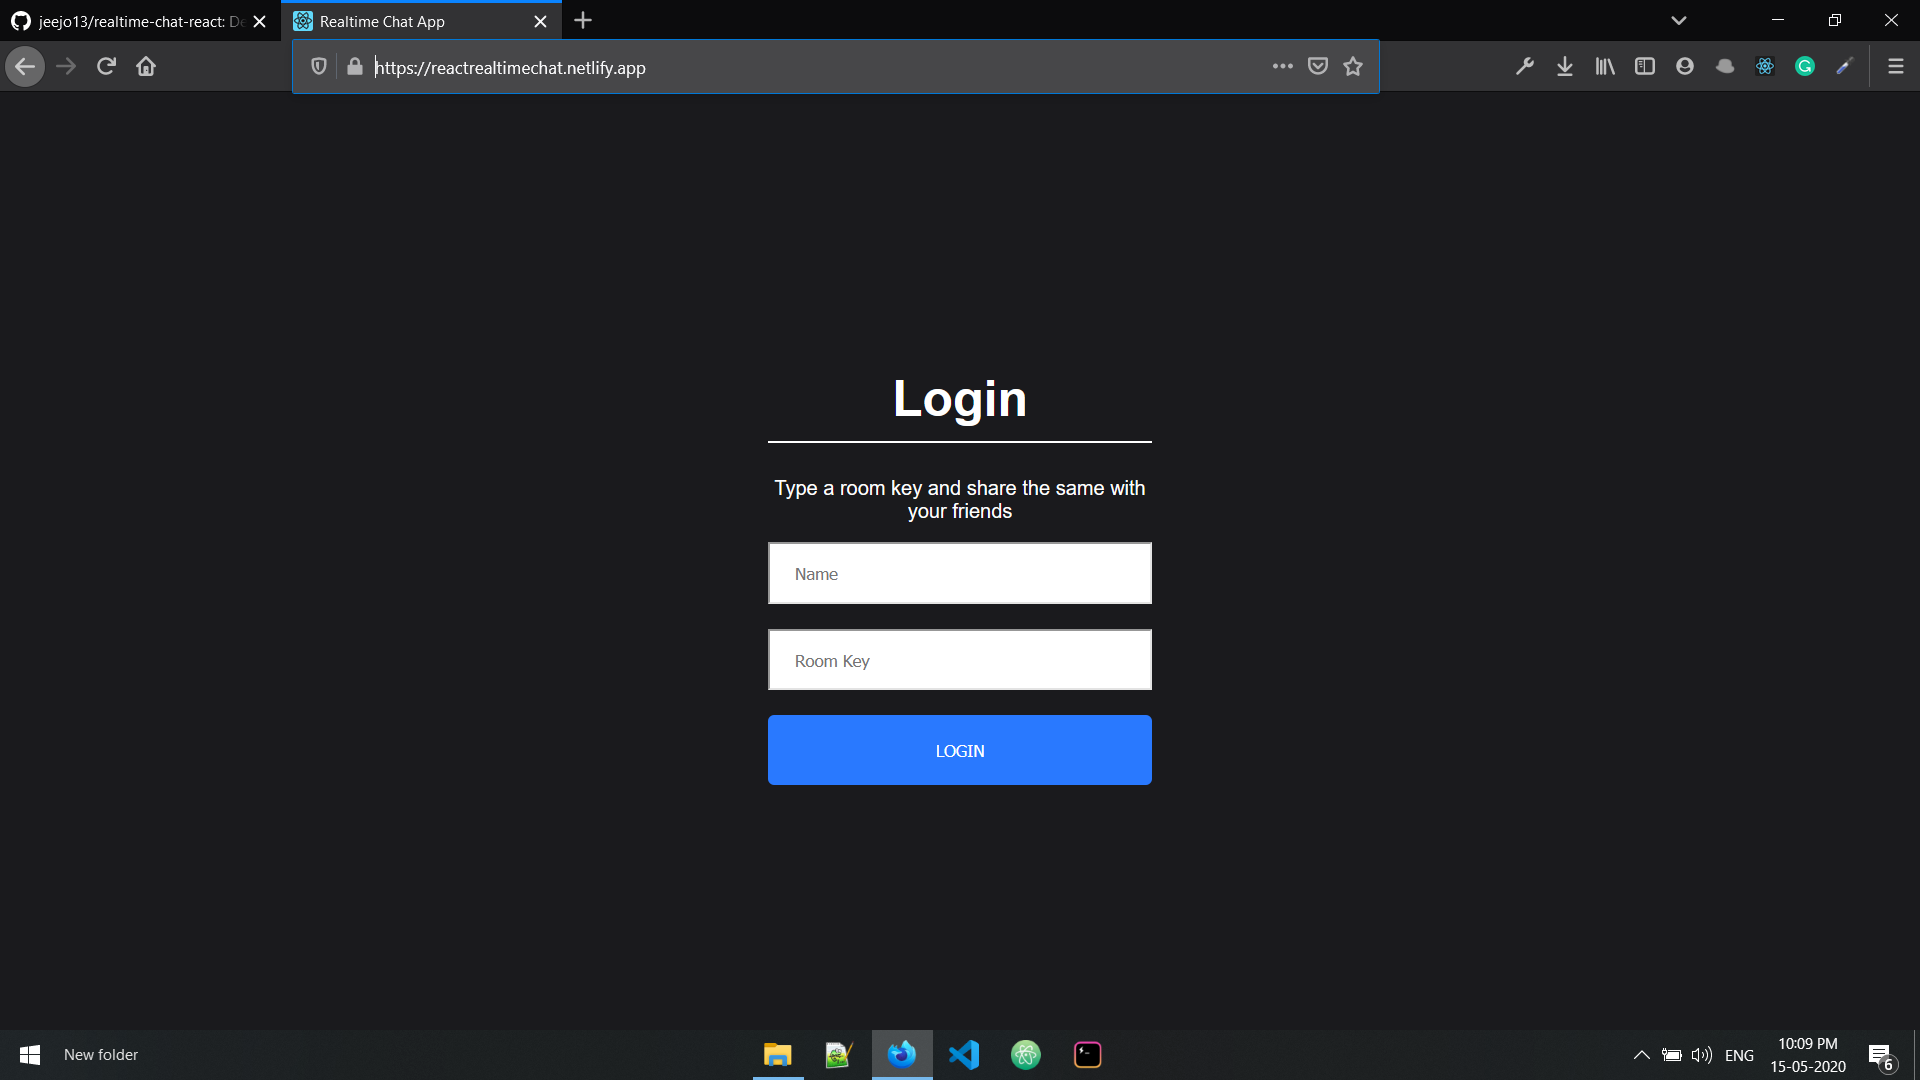 jeejo13/realtime-chat-react: De
Realtime Chat App
https://reactrealtimechat.netlify.app
Login
Type a room key and share the same with
your friends
Name
Room Key
LOGIN
New folder
ENG
10:09 PM
15-05-2020
6